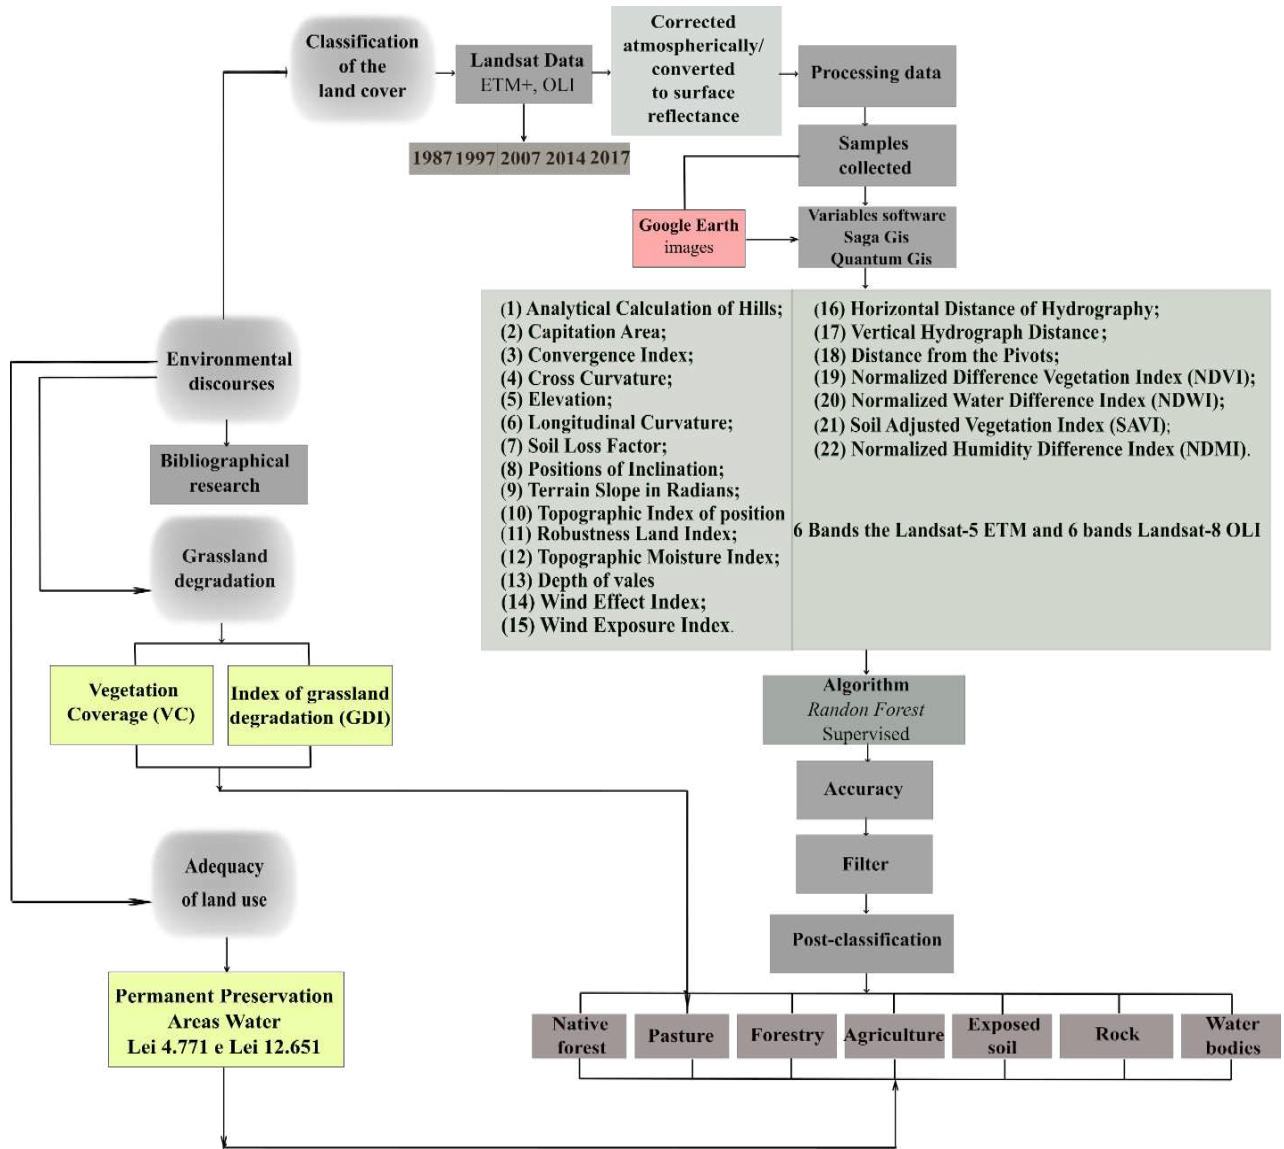 Classification
of the
land cover
Landsat Data
ETM+, OLI
Corrected
atmospherically/
converted
to surface
reflectance
Processing data
1987 1997 2007 2014 2017
Samples
collected
Google Earth
images
Variables software
Saga Gis
Quantum Gis
Environmental
discourses
Bibliographical
research
Grassland
degradation
Vegetation
Coverage (VC)
Index of grassland
degradation (GDI)
Adequacy
of land use
Permanent Preservation
Areas Water
Lei 4.771 e Lei 12.651
(1) Analytical Calculation of Hills;
(2) Capitation Area;
(3) Convergence Index;
(4) Cross Curvature;
(5) Elevation;
(6) Longitudinal Curvature;
(7) Soil Loss Factor;
(8) Positions of Inclination;
(9) Terrain Slope in Radians;
(10) Topographic Index of position
(11) Robustness Land Index;
(12) Topographic Moisture Index;
(13) Depth of vales
(14) Wind Effect Index;
(15) Wind Exposure Index.
(16) Horizontal Distance of Hydrography;
(17) Vertical Hydrograph Distance;
(18) Distance from the Pivots;
(19) Normalized Difference Vegetation Index (NDVI);
(20) Normalized Water Difference Index (NDWI);
(21) Soil Adjusted Vegetation Index (SAVI);
(22) Normalized Humidity Difference Index (NDMI).
6 Bands the Landsat-5 ETM and 6 bands Landsat-8 OLI
Algorithm
Randon Forest
Supervised
Accuracy
Filter
Post-classification
Native
forest
Pasture
Forestry
Agriculture
Exposed
soil
Rock
Water
bodies